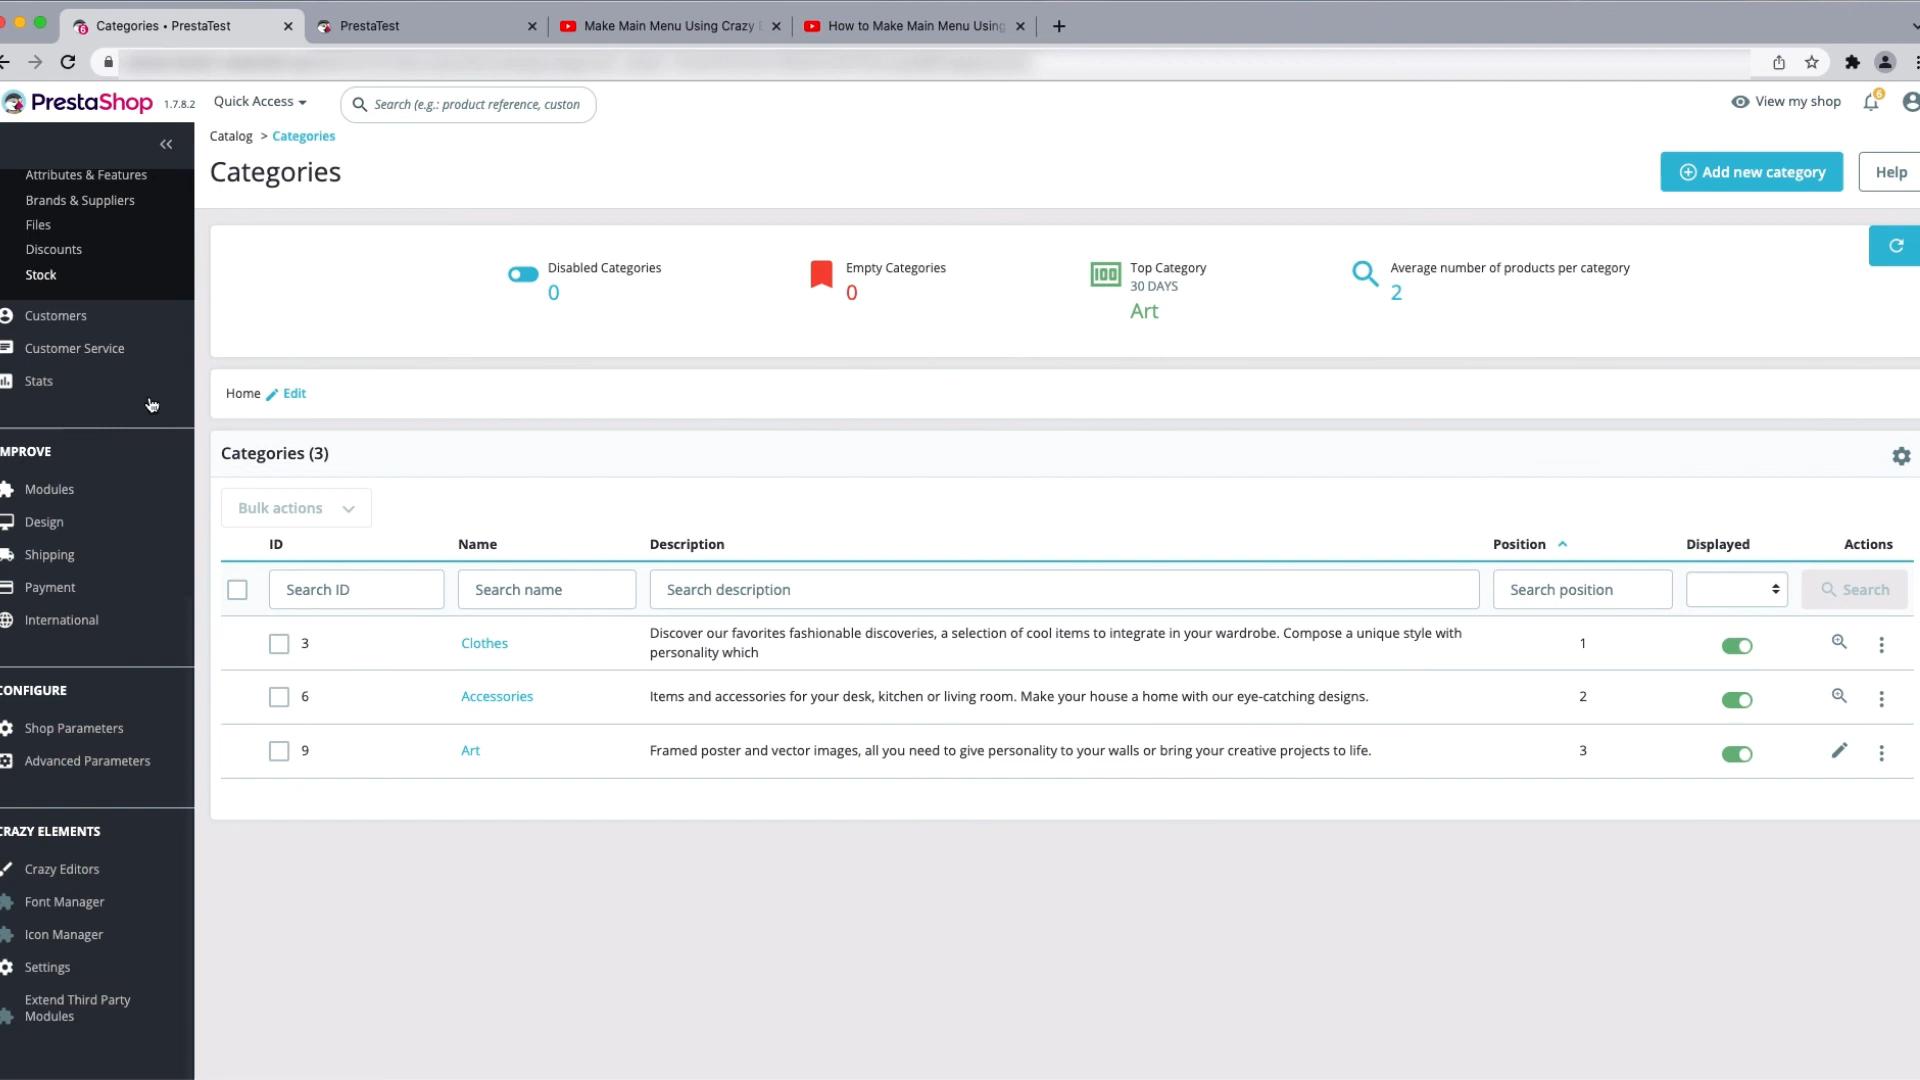 Categories • PrestaTest
PrestaTest
Make Main Menu Using Crazy
How to Make Main Menu Using
PrestaShop 1.7.8.2
Quick Access
Search (e.g.: product reference, custon
View my shop
6
Catalog > Categories
Categories
Add new category
Help
Attributes & Features
Brands & Suppliers
Files
Discounts
Stock
Customers
Customer Service
Stats
MPROVE
Modules
Design
Shipping
Payment
International
CONFIGURE
Shop Parameters
Advanced Parameters
CRAZY ELEMENTS
Crazy Editors
Font Manager
Icon Manager
Settings
Extend Third Party
Modules
Disabled Categories
0
Empty Categories
0
100
Top Category
30 DAYS
Art
Average number of products per category
2
Home Edit
Categories (3)
Bulk actions
ID Name Description Position Displayed Actions
Search ID Search name Search description Search position Search
3 Clothes Discover our favorites fashionable discoveries, a selection of cool items to integrate in your wardrobe. Compose a unique style with
personality which 1
6 Accessories Items and accessories for your desk, kitchen or living room. Make your house a home with our eye-catching designs. 2
9 Art Framed poster and vector images, all you need to give personality to your walls or bring your creative projects to life. 3